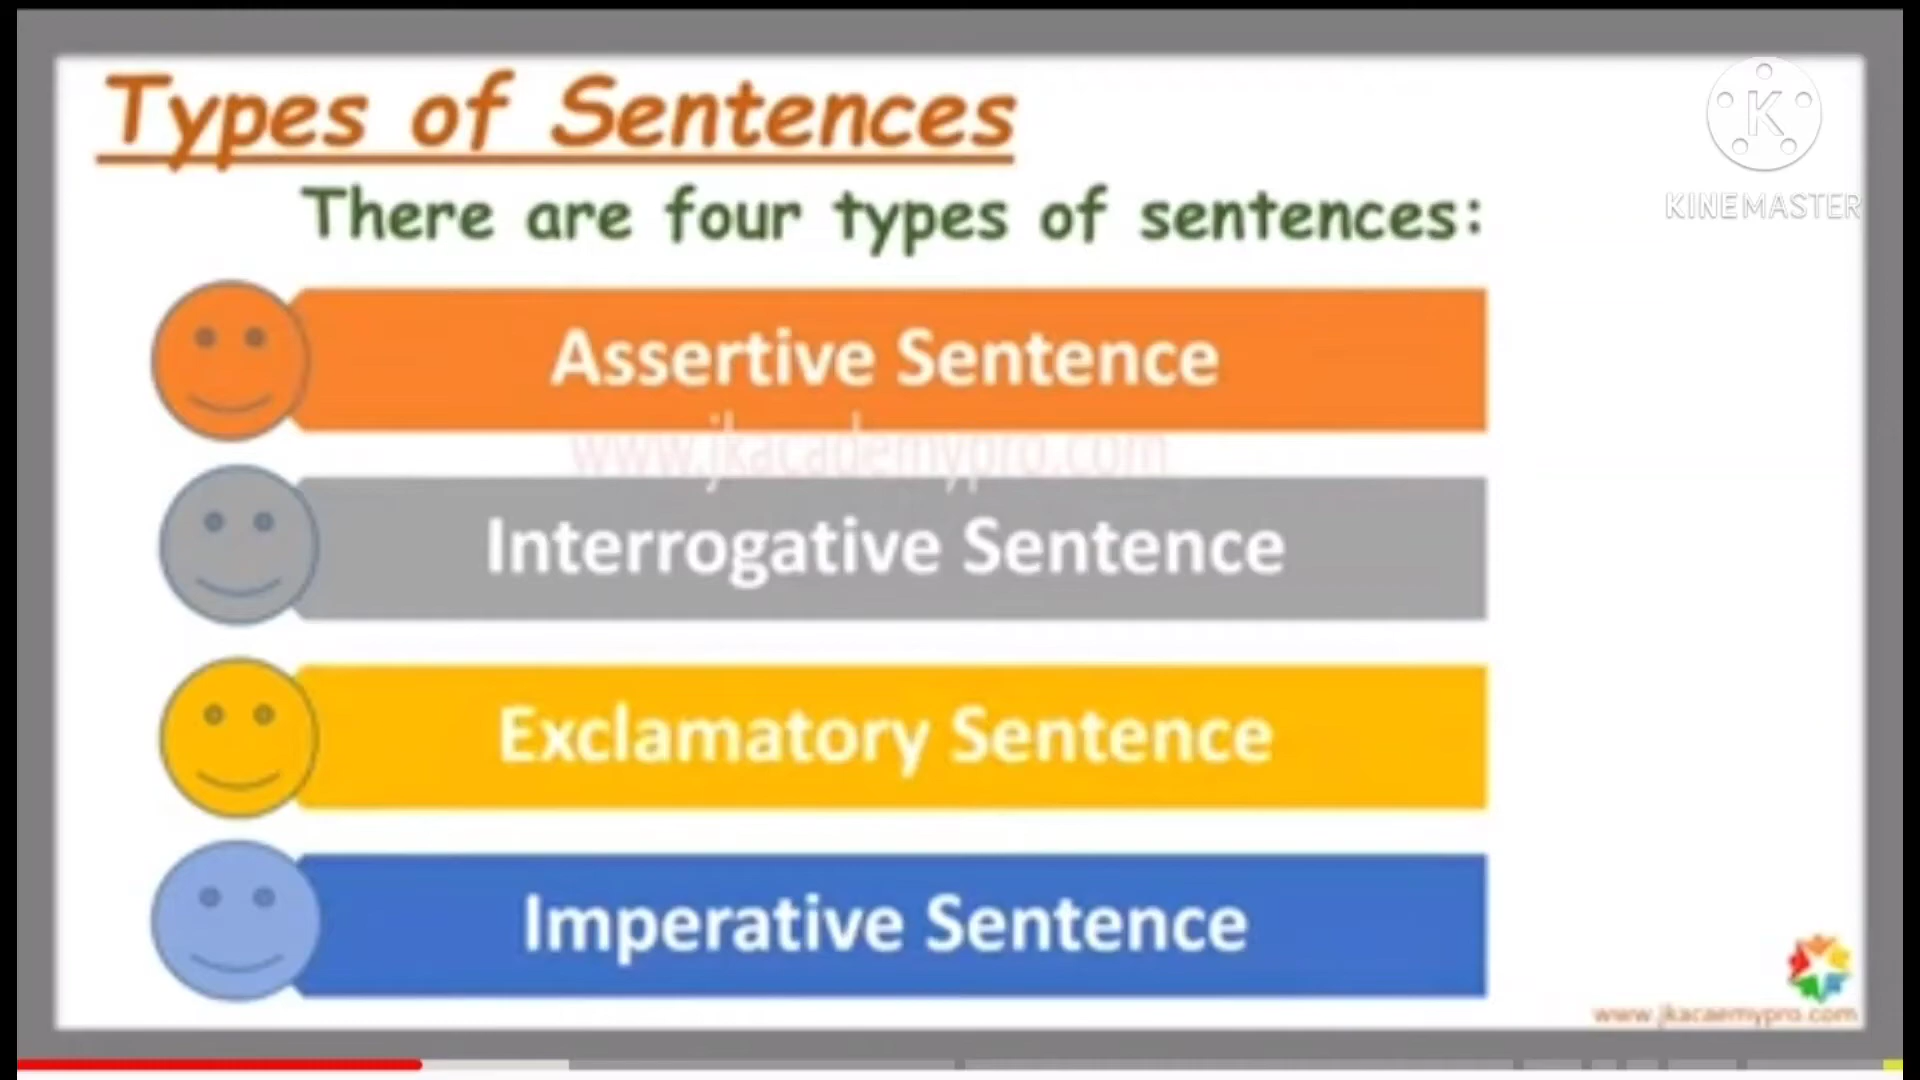 Types of Sentences
There are four types of sentences:
K
KINEMASTER
Assertive Sentence
www.jkacademypro.com
Interrogative Sentence
Exclamatory Sentence
Imperative Sentence
www.jkacaemypro.com